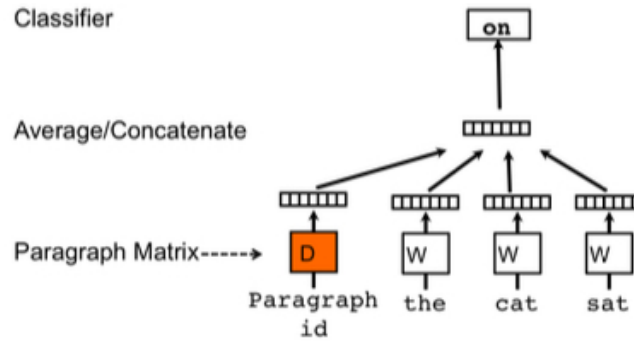 Classifier
on
Average/Concatenate
Paragraph Matrix
D W W W
Paragraph the cat sat
id